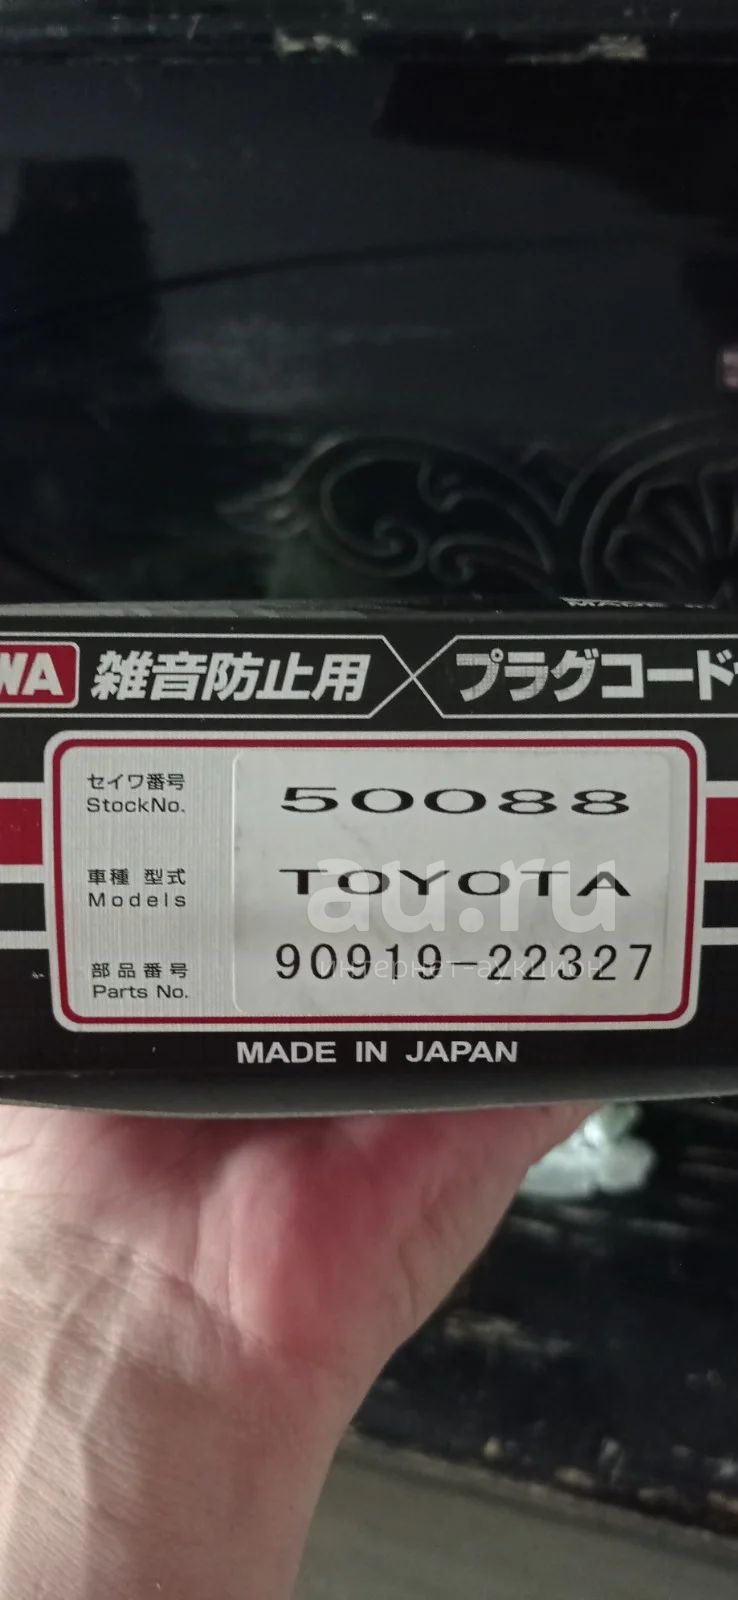 WA 雑音防止用 プラグコード
セイワ番号
StockNo.
50088
車種 型式
Models
TOYOTA
部品番号
Parts No.
90919-22327
MADE IN JAPAN
au.ru
интернет-аукцион